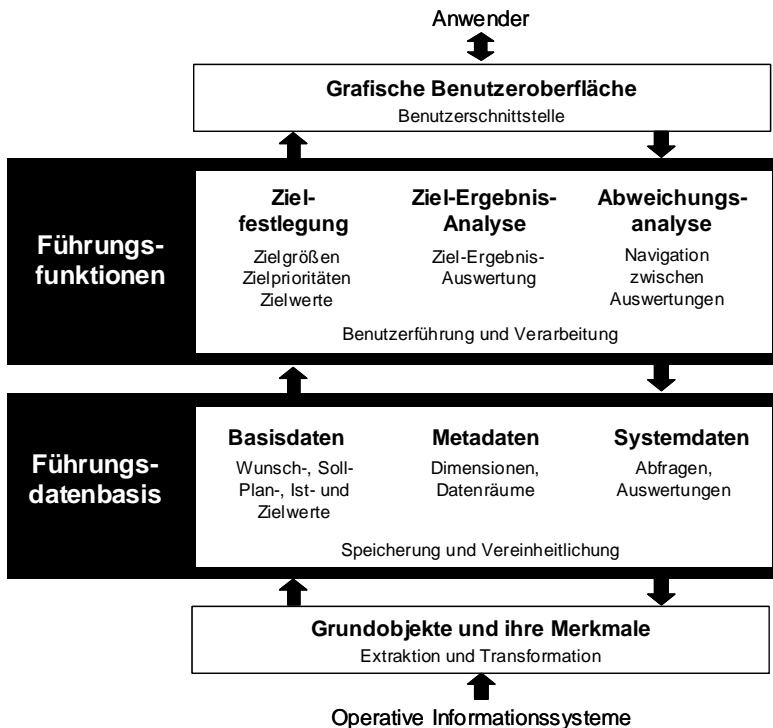 Anwender
Grafische Benutzeroberfläche
Benutzerschnittstelle
Führungs-
funktionen
Ziel-
festlegung
Zielgrößen
Zielprioritäten
Zielwerte
Ziel-Ergebnis-
Analyse
Ziel-Ergebnis-
Auswertung
Abweichungs-
analyse
Navigation
zwischen
Auswertungen
Benutzerführung und Verarbeitung
Führungs-
datenbasis
Basisdaten
Wunsch-, Soll-
Plan-, Ist- und
Zielwerte
Metadaten
Dimensionen,
Datenräume
Systemdaten
Abfragen,
Auswertungen
Speicherung und Vereinheitlichung
Grundobjekte und ihre Merkmale
Extraktion und Transformation
Operative Informationssysteme